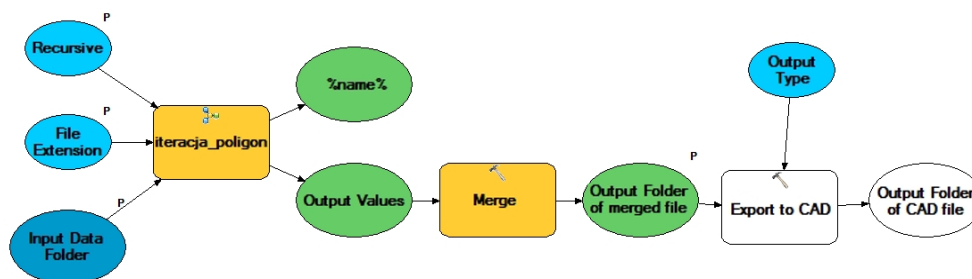 P
Recursive
P
File
Extension
P
Input Data
Folder
iteracja_poligon
%name%
Output Values
Merge
P
Output Folder
of merged file
Output
Type
Export to CAD
Output Folder
of CAD file